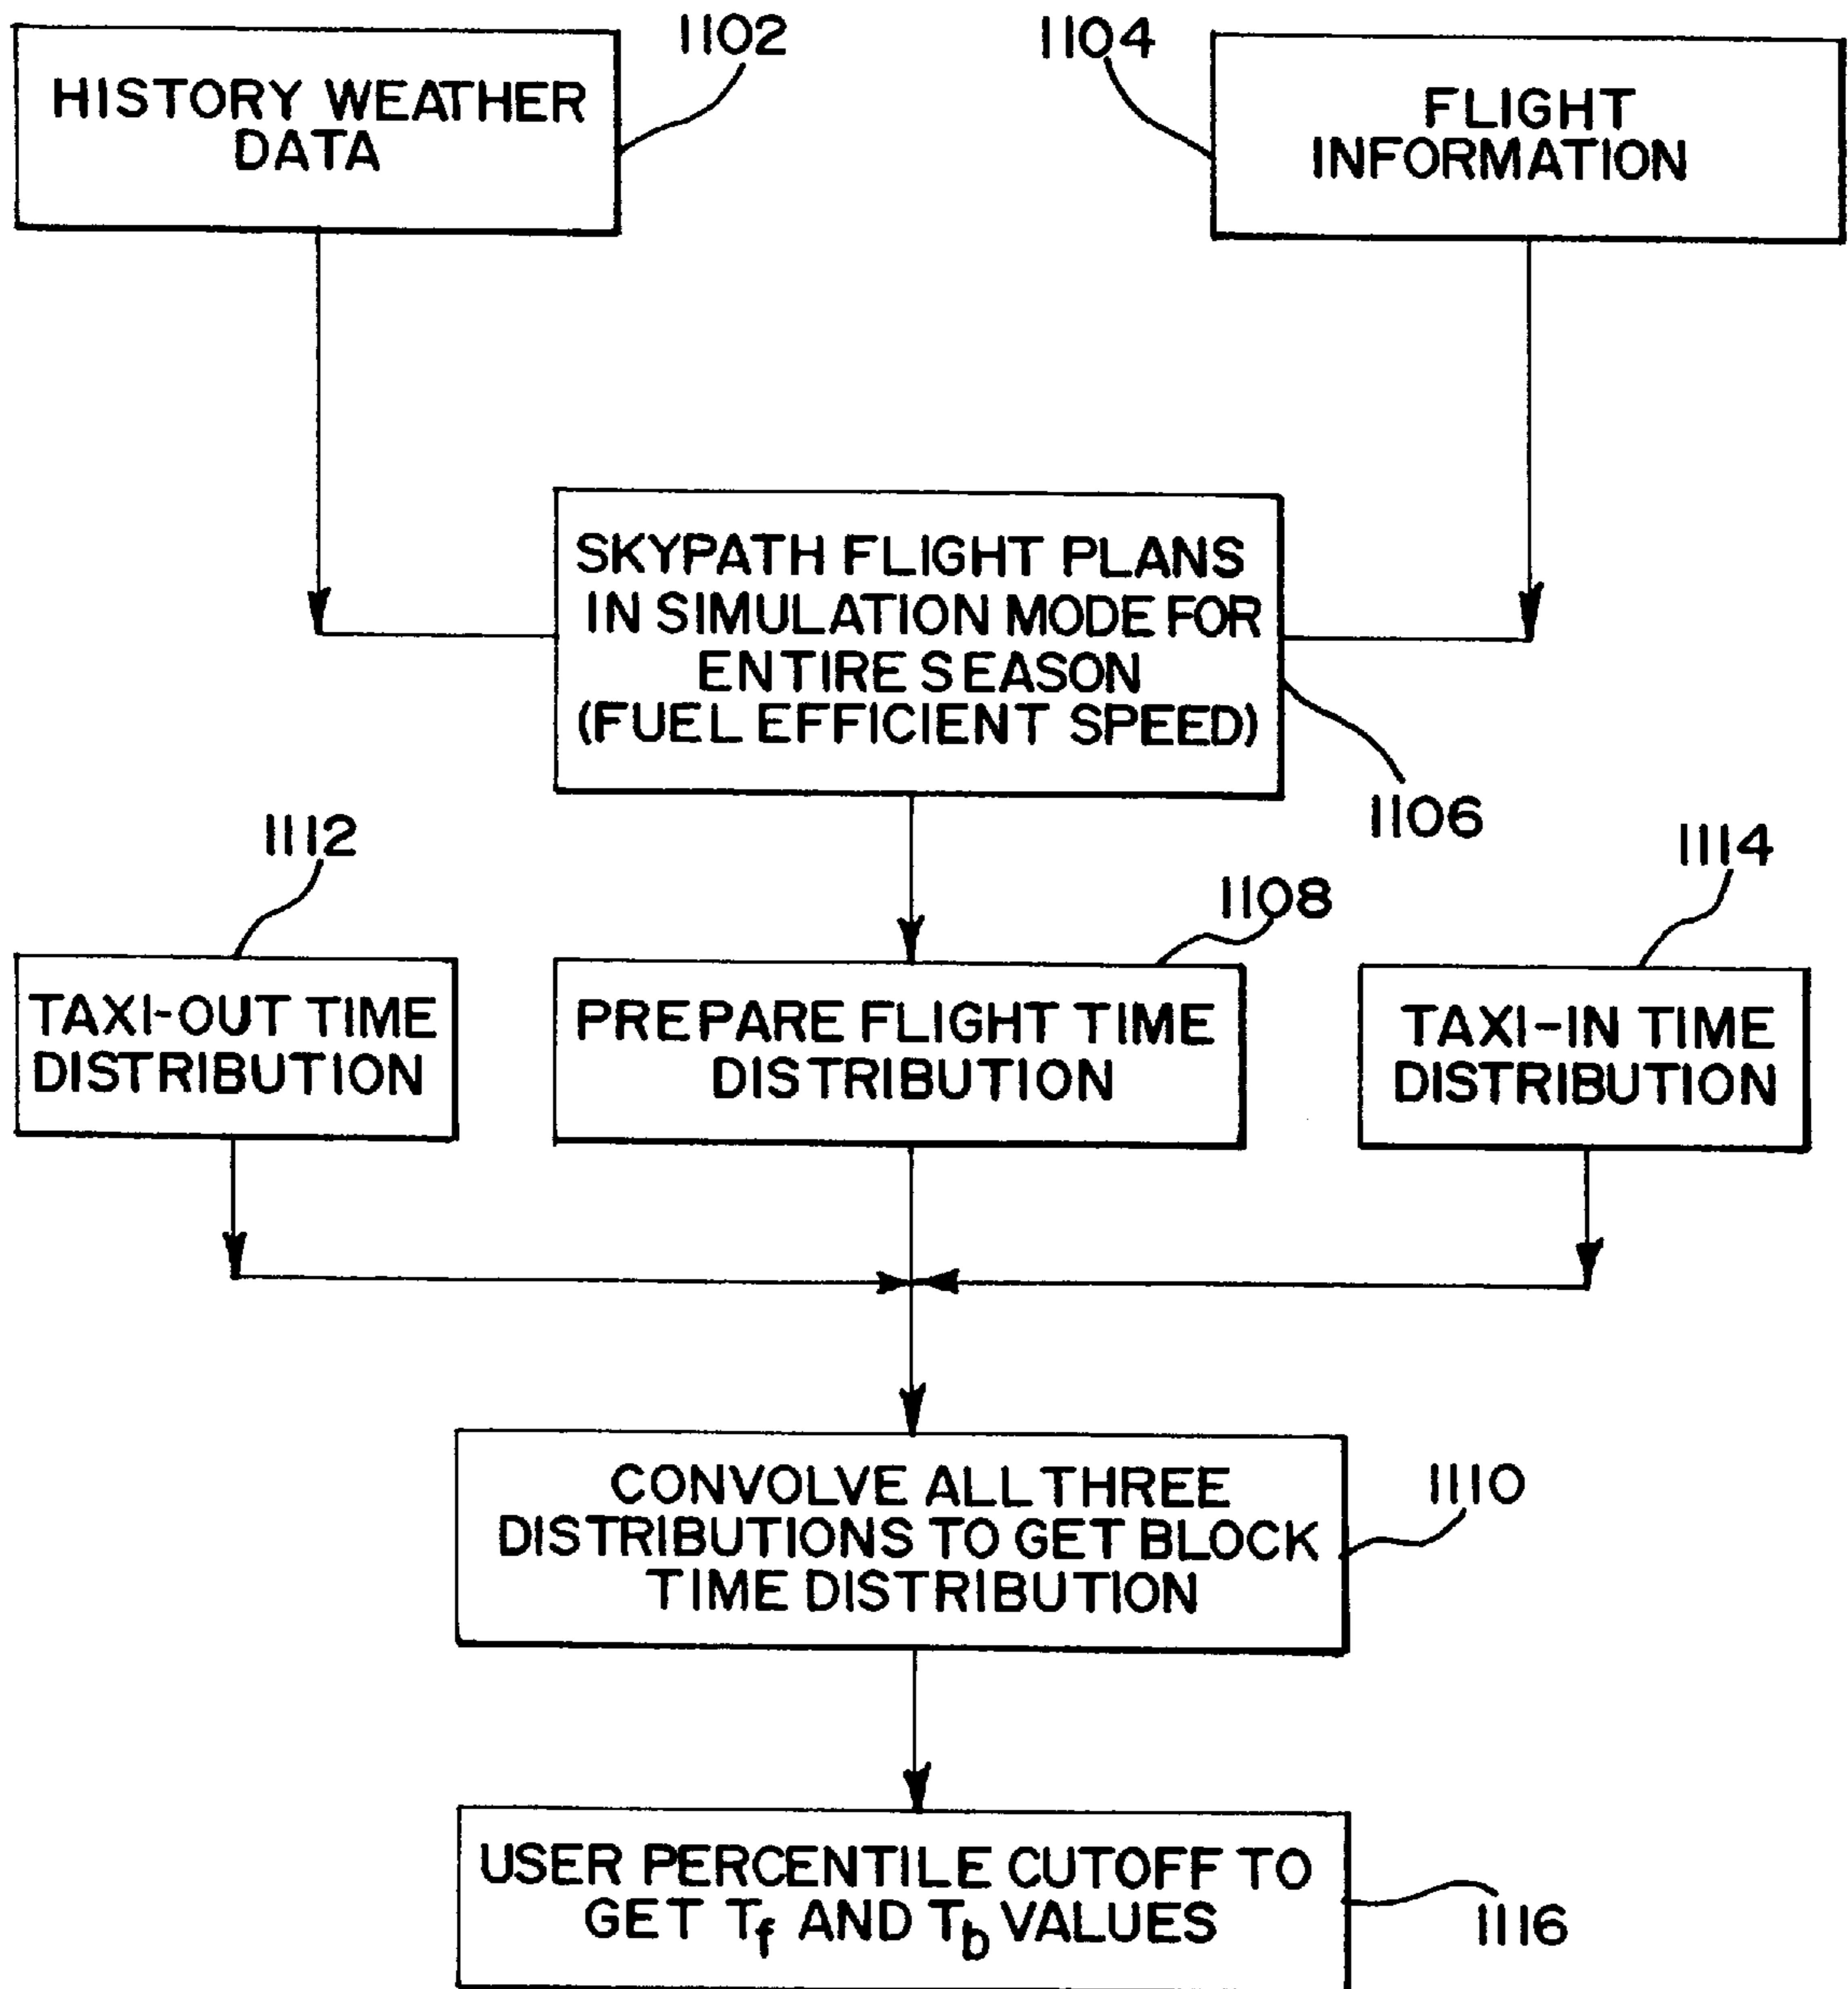 1102
1104
HISTORY WEATHER
DATA
FLIGHT
INFORMATION
SKYPATH FLIGHT PLANS
IN SIMULATION MODE FOR
ENTIRE SEASON
(FUEL EFFICIENT SPEED)
1106
1112
1108
1114
TAXI-OUT TIME
DISTRIBUTION
PREPARE FLIGHT TIME
DISTRIBUTION
TAXI-IN TIME
DISTRIBUTION
CONVOLVE ALL THREE
DISTRIBUTIONS TO GET BLOCK
TIME DISTRIBUTION
1110
USER PERCENTILE CUTOFF TO
GET Tf AND Tb VALUES
1116